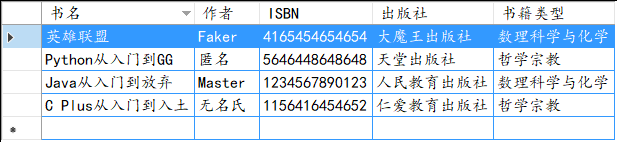 书名 作者 ISBN 出版社 书籍类型
英雄联盟 Faker 4165454654654 大魔王出版社 数理科学与化学
Python从入门到GG 匿名 5646448648648 天堂出版社 哲学宗教
Java从入门到放弃 Master 1234567890123 人民教育出版社 数理科学与化学
C Plus从入门到入土 无名氏 1156416454652 仁爱教育出版社 哲学宗教